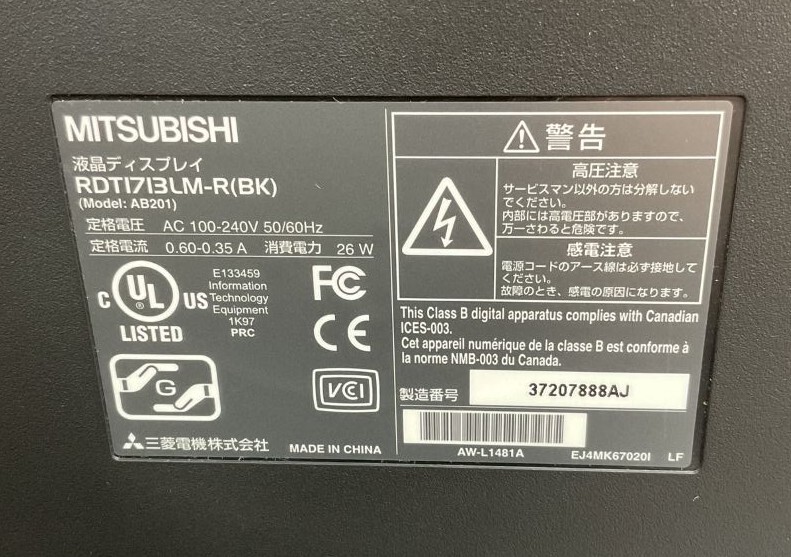 MITSUBISHI
液晶ディスプレイ
RDT1713LM-R(BK)
(Model: AB201)
定格電圧 AC 100-240V 50/60Hz
定格電流 0.60-0.35 A 消費電力 26 W
C UL US
LISTED
E133459
Information
Technology
Equipment
1K97
PRC
FC
CE
G
VCI
三菱電機株式会社
MADE IN CHINA
警告
高圧注意
サービスマン以外の方は分解しない
でください。
内部には高電圧部がありますので、
万一さわると危険です。
感電注意
電源コードのアース線は必ず接地して
ください。
故障のとき、感電の原因になります。
This Class B digital apparatus complies with Canadian
ICES-003.
Cet appareil numérique de la classe B est conforme à
la norme NMB-003 du Canada.
製造番号 37207888AJ
AW-L1481A EJ4MK67020I LF